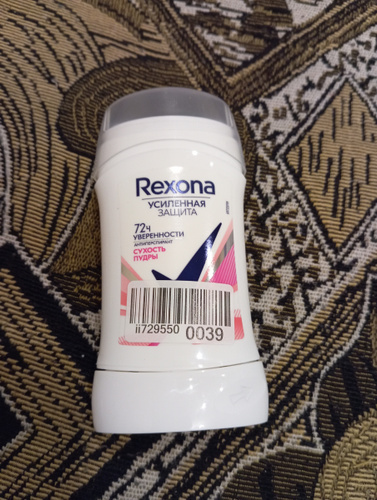 Rexona
УСИЛЕННАЯ
ЗАЩИТА
72ч
УВЕРЕННОСТИ
АНТИПЕРСПИРАНТ
СУХОСТЬ
ПУДРЫ
ii729550 0039